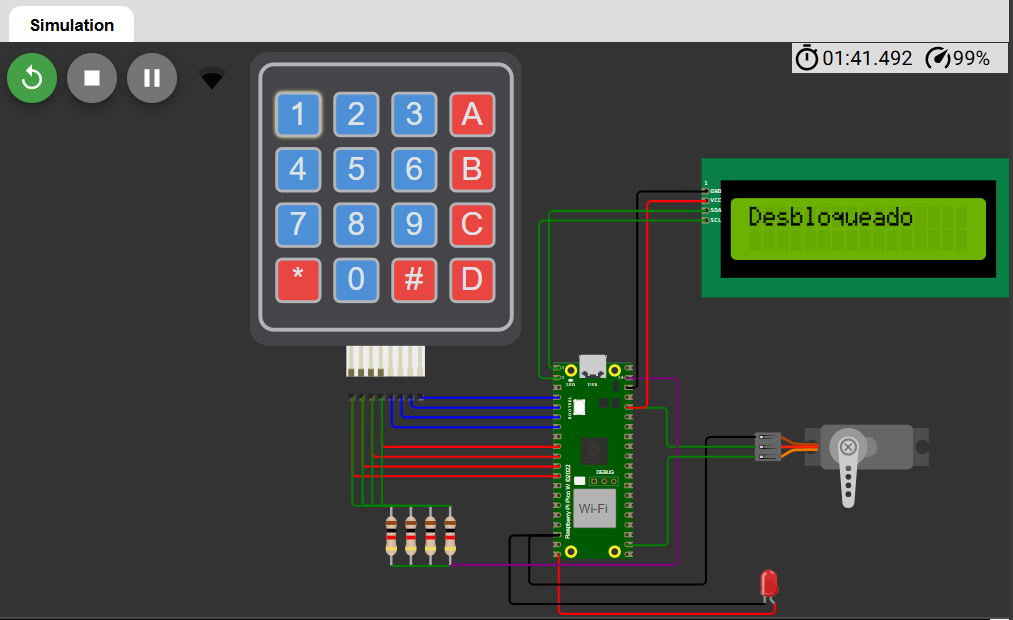 Simulation
01:41.492 99%
1 2 3 A
4 5 6 B
7 8 9 C
* 0 # D
1
GND
VCC
SDA
SCL
Desbloqueado
LED
USB
BOOTSEL
DEBUG
Raspberry Pi Pico W ©2022
Wi-Fi